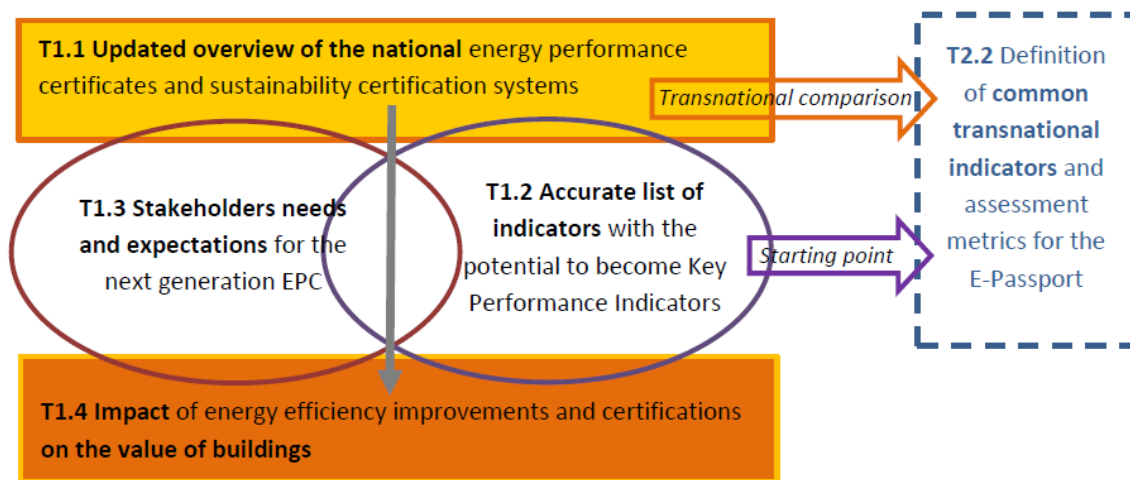 T1.1 Updated overview of the national energy performance
certificates and sustainability certification systems
Transnational comparison
T2.2 Definition
of common
transnational
indicators and
assessment
metrics for the
E-Passport
T1.3 Stakeholders needs
and expectations for the
next generation EPC
T1.2 Accurate list of
indicators with the
potential to become Key
Performance Indicators
Starting point
T1.4 Impact of energy efficiency improvements and certifications
on the value of buildings